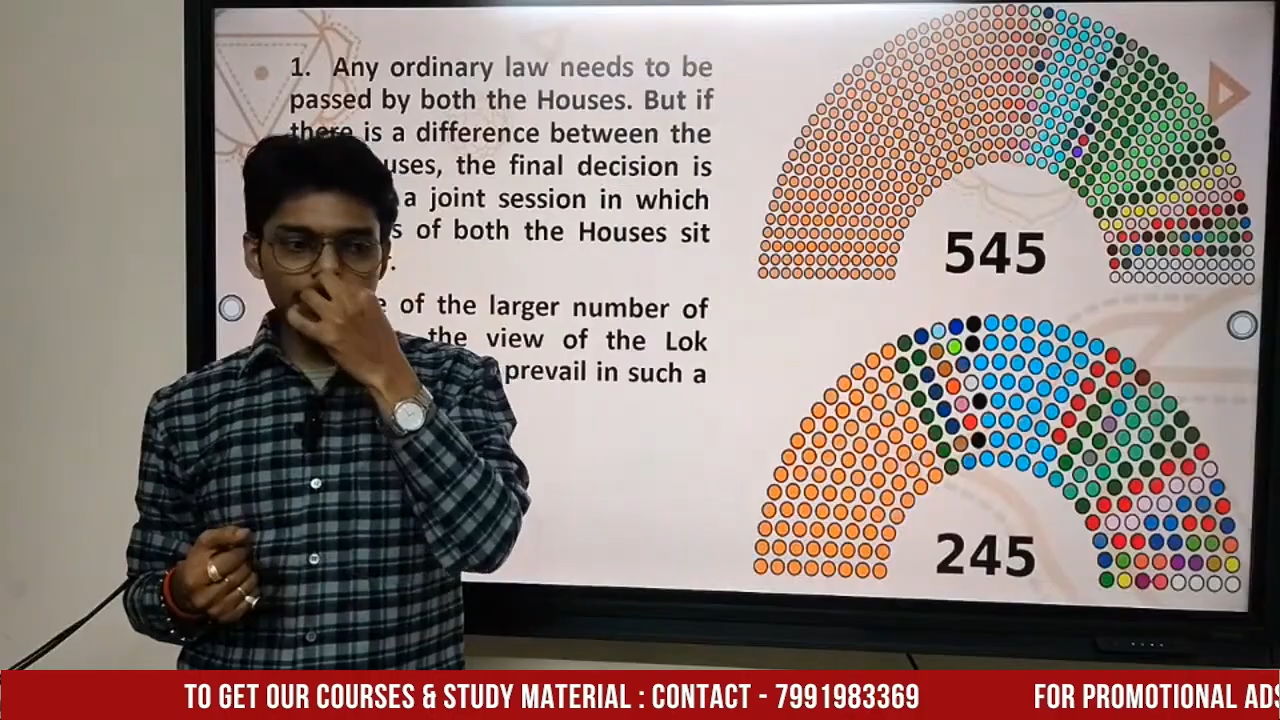 1. Any ordinary law needs to be
passed by both the Houses. But if
there is a difference between the
uses, the final decision is
a joint session in which
s of both the Houses sit
.
e of the larger number of
the view of the Lok
prevail in such a
545
245
TO GET OUR COURSES & STUDY MATERIAL : CONTACT - 7991983369
FOR PROMOTIONAL ADS